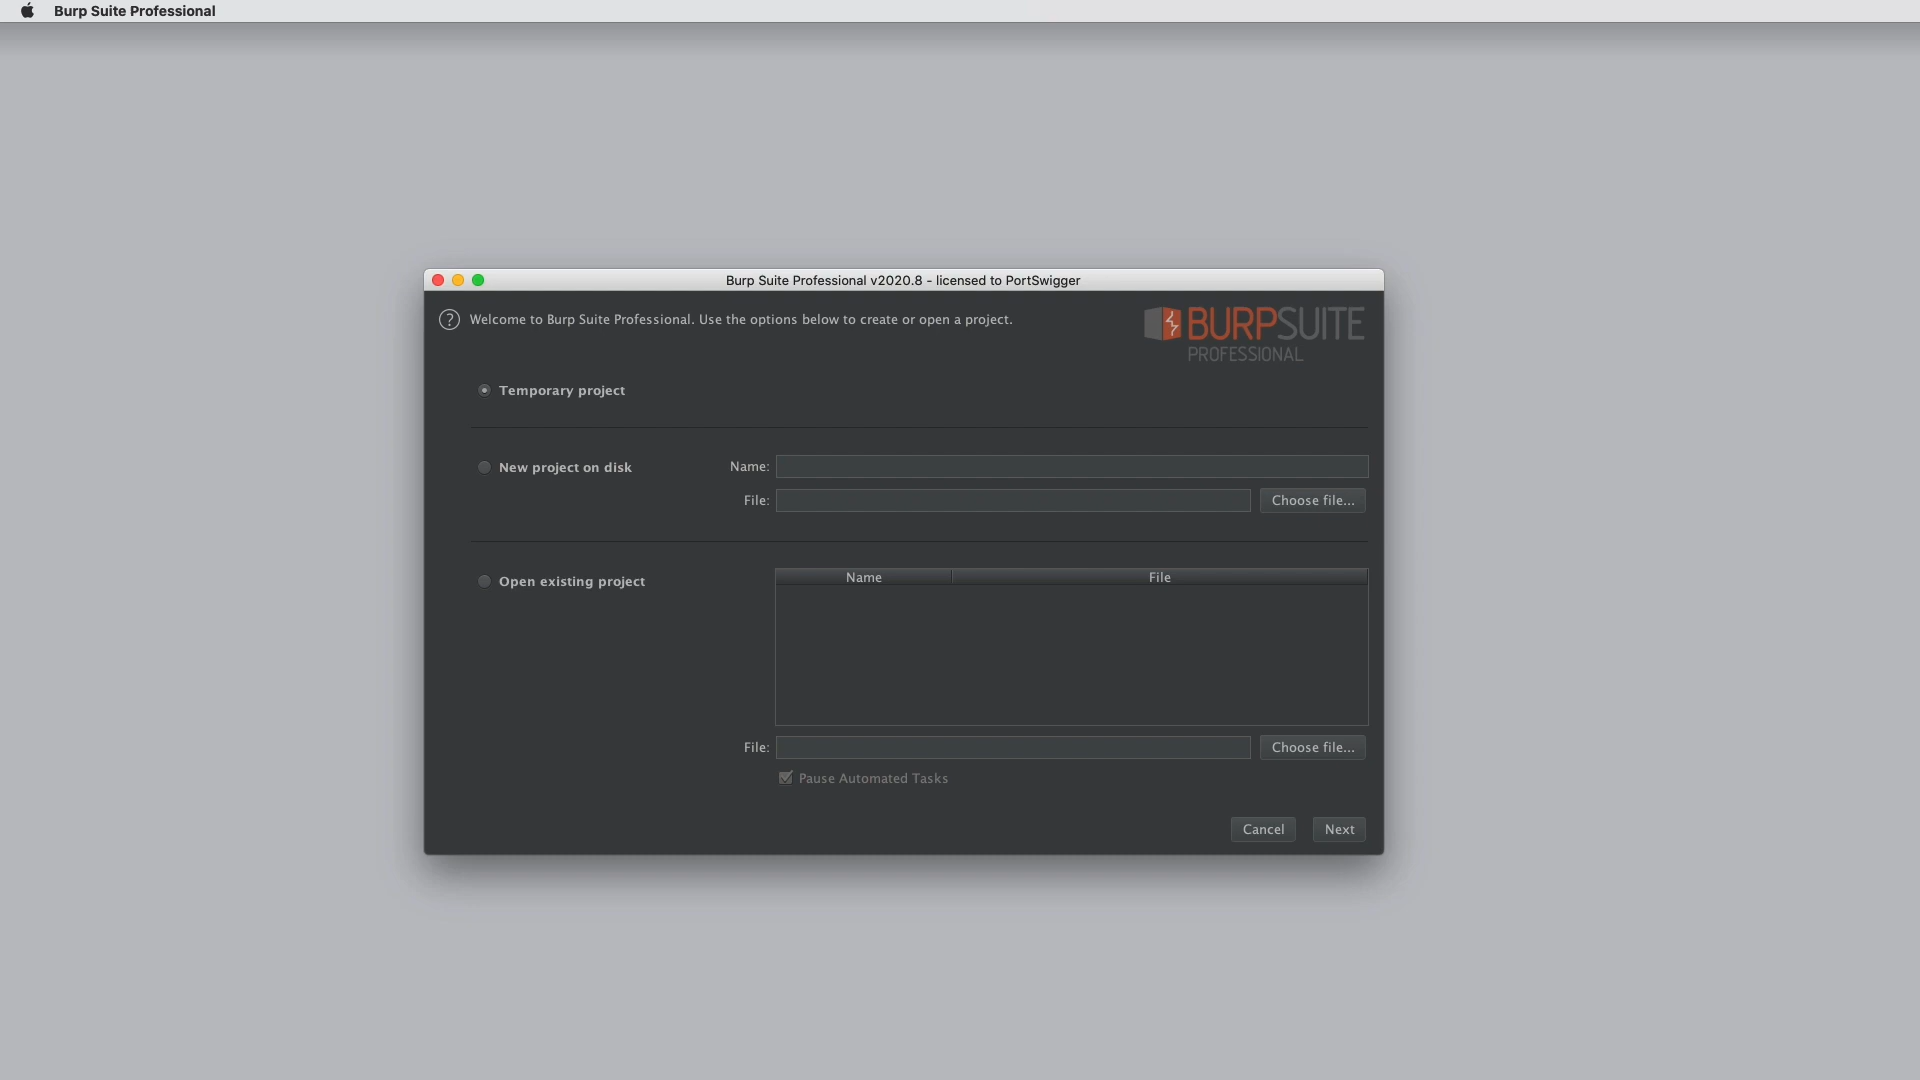 Burp Suite Professional
Burp Suite Professional v2020.8 - licensed to PortSwigger
? Welcome to Burp Suite Professional. Use the options below to create or open a project.
BURPSUITE
PROFESSIONAL
Temporary project
New project on disk Name:
File: Choose file...
Open existing project Name File
File: Choose file...
Pause Automated Tasks
Cancel Next